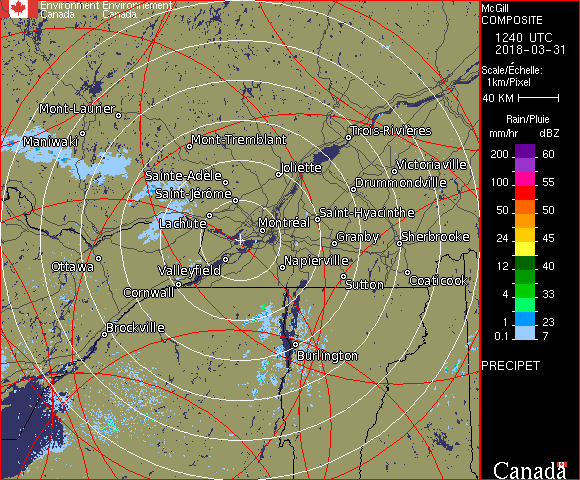 Environment Environnement
Canada Canada
McGill
COMPOSITE
1240 UTC
2018-03-31
Scale/Échelle:
1km/Pixel
40 KM
Rain/Pluie
mm/hr dBZ
200 60
100 55
50 50
24 45
12 40
4 33
1 23
0.1 7
PRECIPET
Canada
Mont-Laurier
Maniwaki
Mont-Tremblant
Trois-Rivières
Sainte-Adèle
Joliette
Victoriaville
Saint-Jérôme
Drummondville
Lachute
Montréal
Saint-Hyacinthe
Granby
Sherbrooke
Ottawa
Valleyfield
Napierville
Cornwall
Sutton
Coaticook
Brockville
Burlington